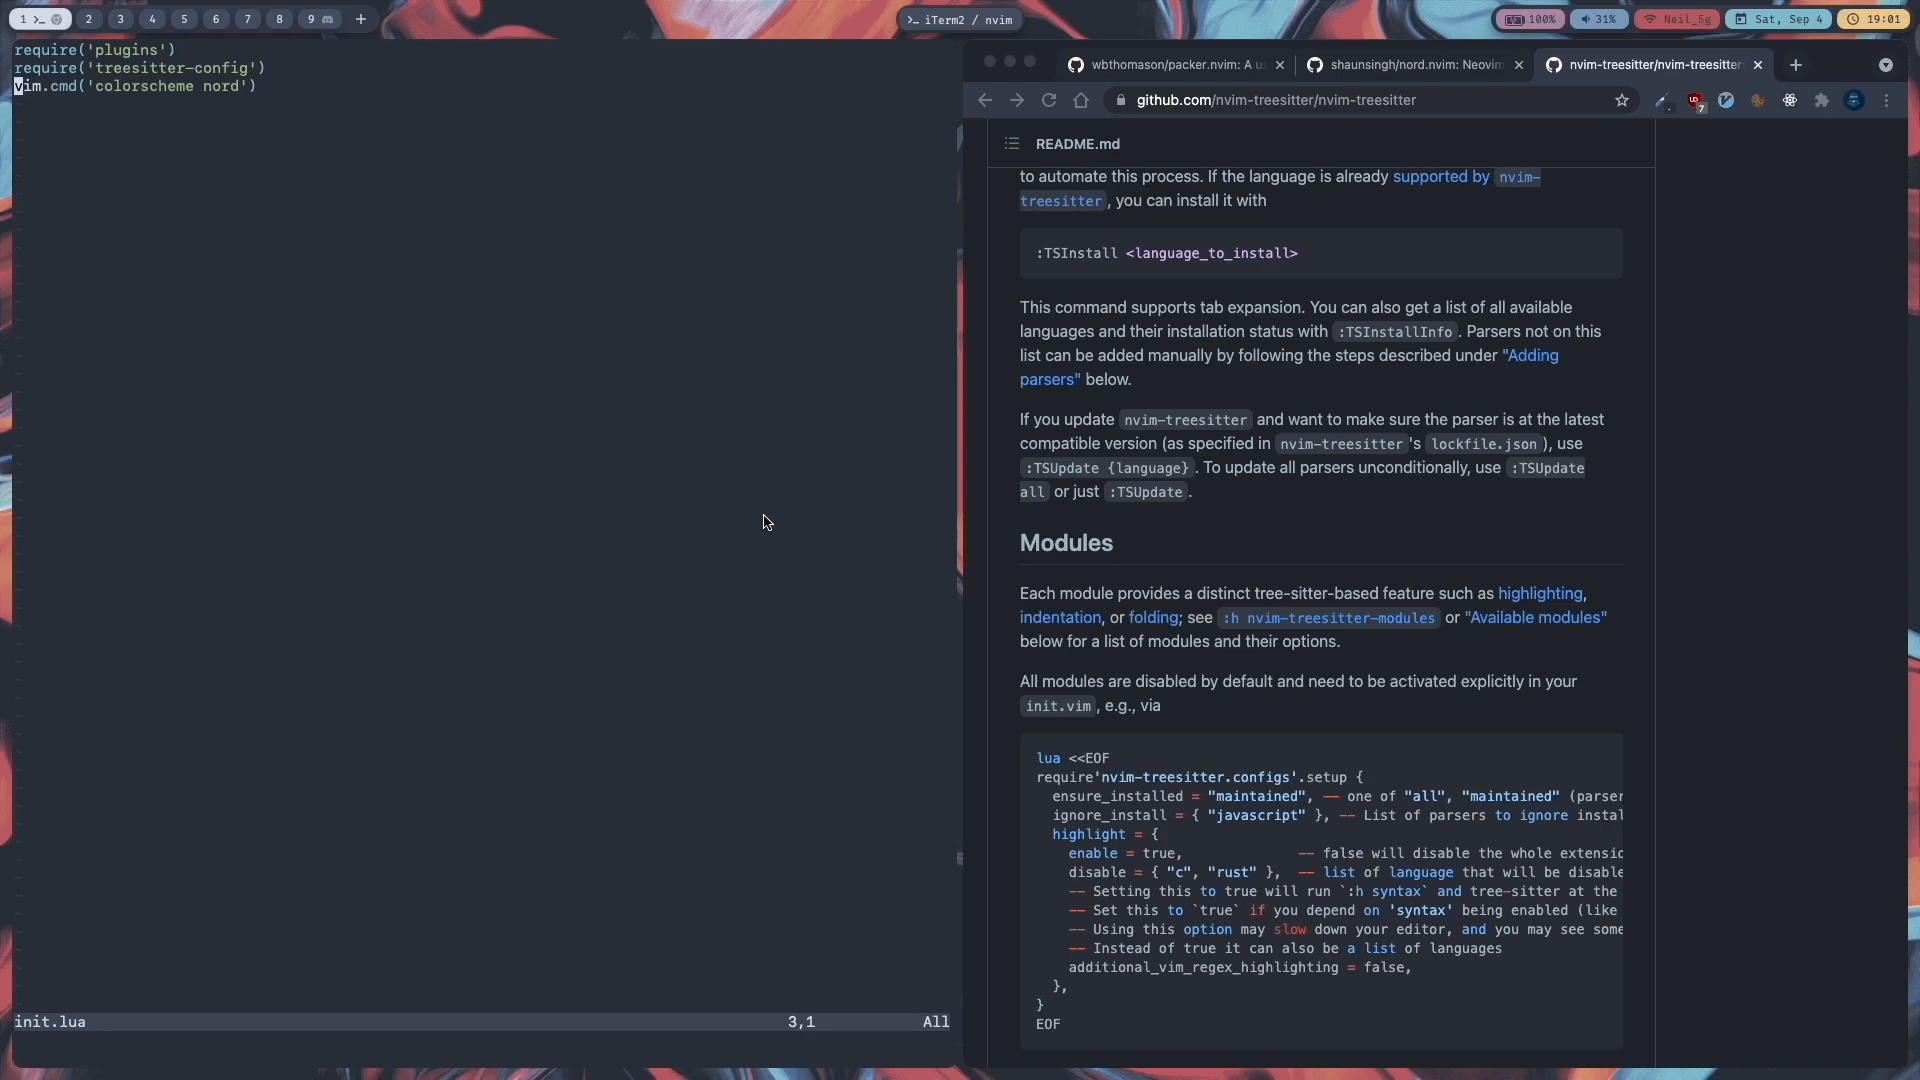 1 2 3 4 5 6 7 8 9 +
>_ iTerm2 / nvim
100% 31% Neil_5g Sat, Sep 4 19:01
require('plugins')
require('treesitter-config')
vim.cmd('colorscheme nord')
init.lua 3,1 All
wbthomason/packer.nvim: A us
shaunsingh/nord.nvim: Neovim
nvim-treesitter/nvim-treesitter
github.com/nvim-treesitter/nvim-treesitter
7
README.md
to automate this process. If the language is already supported by nvim-
treesitter , you can install it with
:TSInstall <language_to_install>
This command supports tab expansion. You can also get a list of all available
languages and their installation status with :TSInstallInfo . Parsers not on this
list can be added manually by following the steps described under "Adding
parsers" below.
If you update nvim-treesitter and want to make sure the parser is at the latest
compatible version (as specified in nvim-treesitter 's lockfile.json ), use
:TSUpdate {language} . To update all parsers unconditionally, use :TSUpdate
all or just :TSUpdate .
Modules
Each module provides a distinct tree-sitter-based feature such as highlighting,
indentation, or folding; see :h nvim-treesitter-modules or "Available modules"
below for a list of modules and their options.
All modules are disabled by default and need to be activated explicitly in your
init.vim , e.g., via
lua <<EOF
require'nvim-treesitter.configs'.setup {
  ensure_installed = "maintained", -- one of "all", "maintained" (parser
  ignore_install = { "javascript" }, -- List of parsers to ignore instal
  highlight = {
    enable = true,              -- false will disable the whole extensio
    disable = { "c", "rust" },  -- list of language that will be disable
    -- Setting this to true will run `:h syntax` and tree-sitter at the
    -- Set this to `true` if you depend on 'syntax' being enabled (like
    -- Using this option may slow down your editor, and you may see some
    -- Instead of true it can also be a list of languages
    additional_vim_regex_highlighting = false,
  },
}
EOF